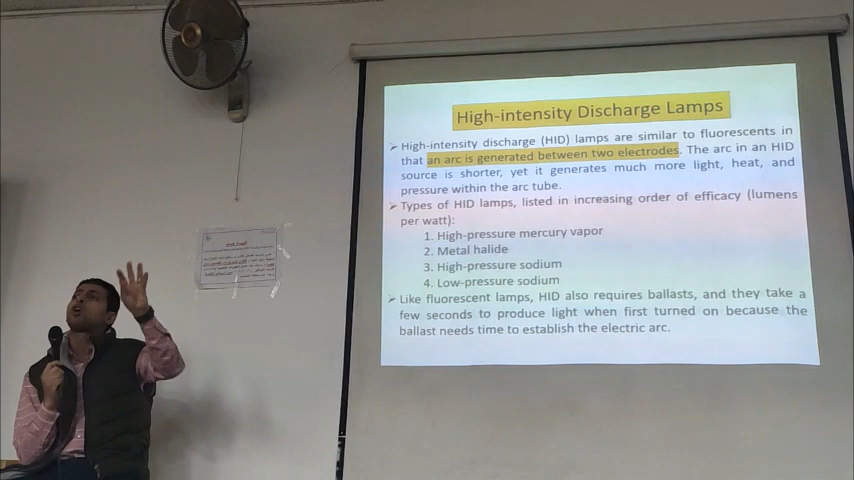 High-intensity Discharge Lamps
➢ High-intensity discharge (HID) lamps are similar to fluorescents in
that an arc is generated between two electrodes. The arc in an HID
source is shorter, yet it generates much more light, heat, and
pressure within the arc tube.
➢ Types of HID lamps, listed in increasing order of efficacy (lumens
per watt):
1. High-pressure mercury vapor
2. Metal halide
3. High-pressure sodium
4. Low-pressure sodium
➢ Like fluorescent lamps, HID also requires ballasts, and they take a
few seconds to produce light when first turned on because the
ballast needs time to establish the electric arc.